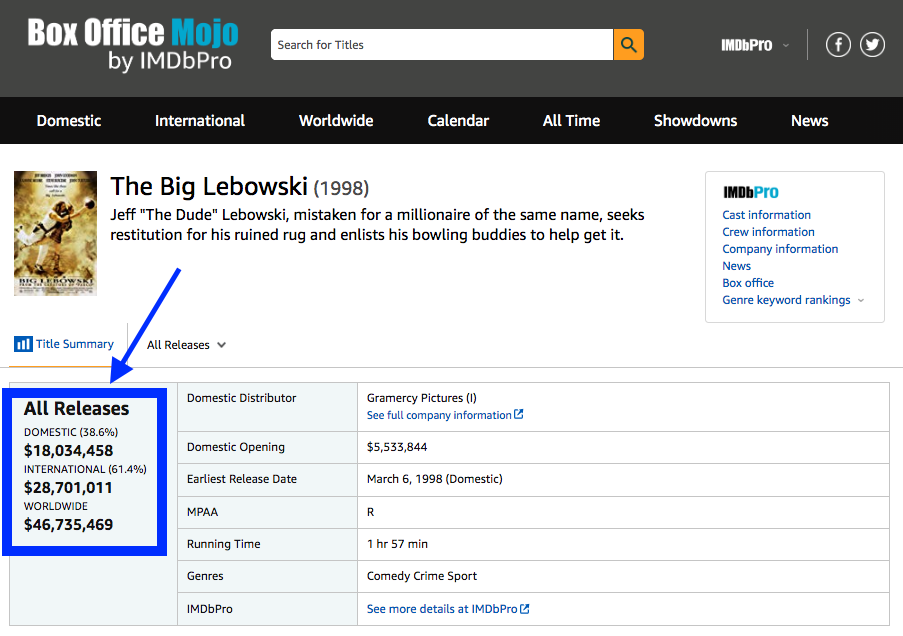 Box Office Mojo
by IMDbPro
Search for Titles
IMDbPro
Domestic
International
Worldwide
Calendar
All Time
Showdowns
News
The Big Lebowski (1998)
Jeff "The Dude" Lebowski, mistaken for a millionaire of the same name, seeks
restitution for his ruined rug and enlists his bowling buddies to help get it.
BIG LEBOWSKI
IMDbPro
Cast information
Crew information
Company information
News
Box office
Genre keyword rankings
Title Summary
All Releases
All Releases
DOMESTIC (38.6%)
$18,034,458
INTERNATIONAL (61.4%)
$28,701,011
WORLDWIDE
$46,735,469
Domestic Distributor
Gramercy Pictures (I)
See full company information
Domestic Opening
$5,533,844
Earliest Release Date
March 6, 1998 (Domestic)
MPAA
R
Running Time
1 hr 57 min
Genres
Comedy Crime Sport
IMDbPro
See more details at IMDbPro